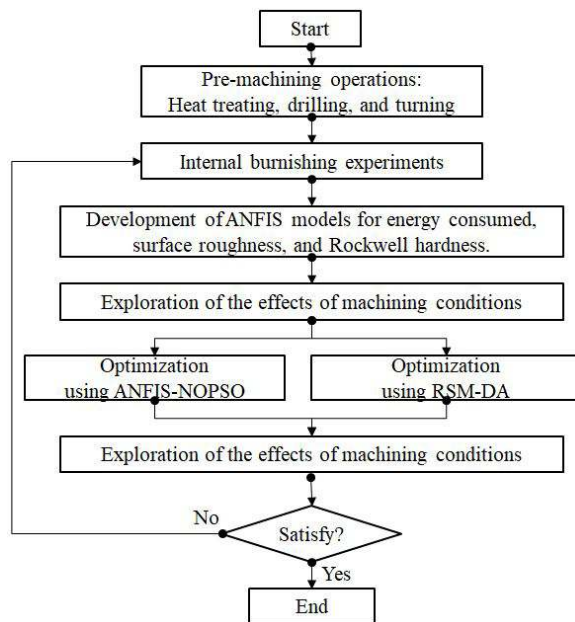 Start
Pre-machining operations:
Heat treating, drilling, and turning
Internal burnishing experiments
Development of ANFIS models for energy consumed,
surface roughness, and Rockwell hardness.
Exploration of the effects of machining conditions
Optimization
using ANFIS-NOPSO
Optimization
using RSM-DA
Exploration of the effects of machining conditions
No
Satisfy?
Yes
End